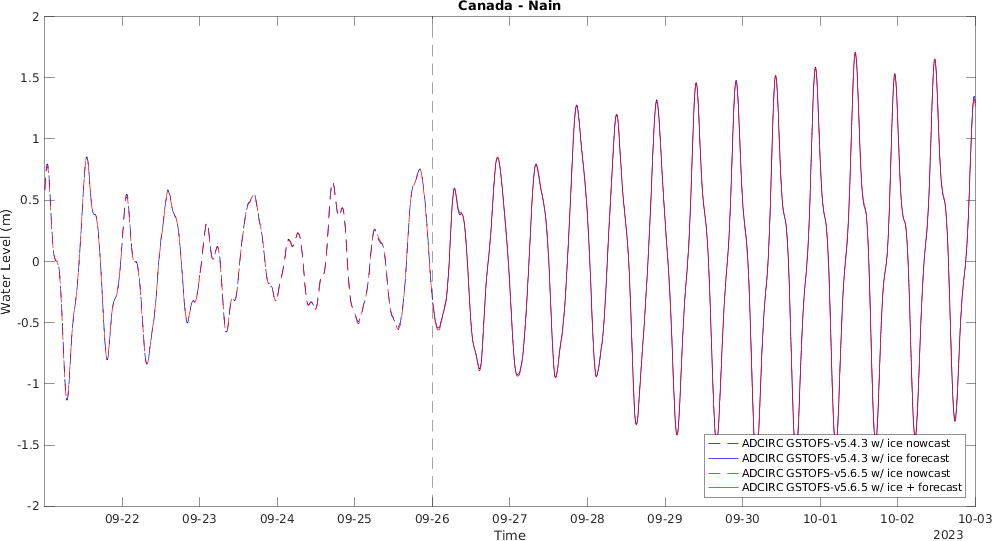 Canada - Nain
2
1.5
1
0.5
0
-0.5
-1
-1.5
-2
Water Level (m)
09-22 09-23 09-24 09-25 09-26 09-27 09-28 09-29 09-30 10-01 10-02 10-03
Time
2023
ADCIRC GSTOFS-v5.4.3 w/ ice nowcast
ADCIRC GSTOFS-v5.4.3 w/ ice forecast
ADCIRC GSTOFS-v5.6.5 w/ ice nowcast
ADCIRC GSTOFS-v5.6.5 w/ ice + forecast